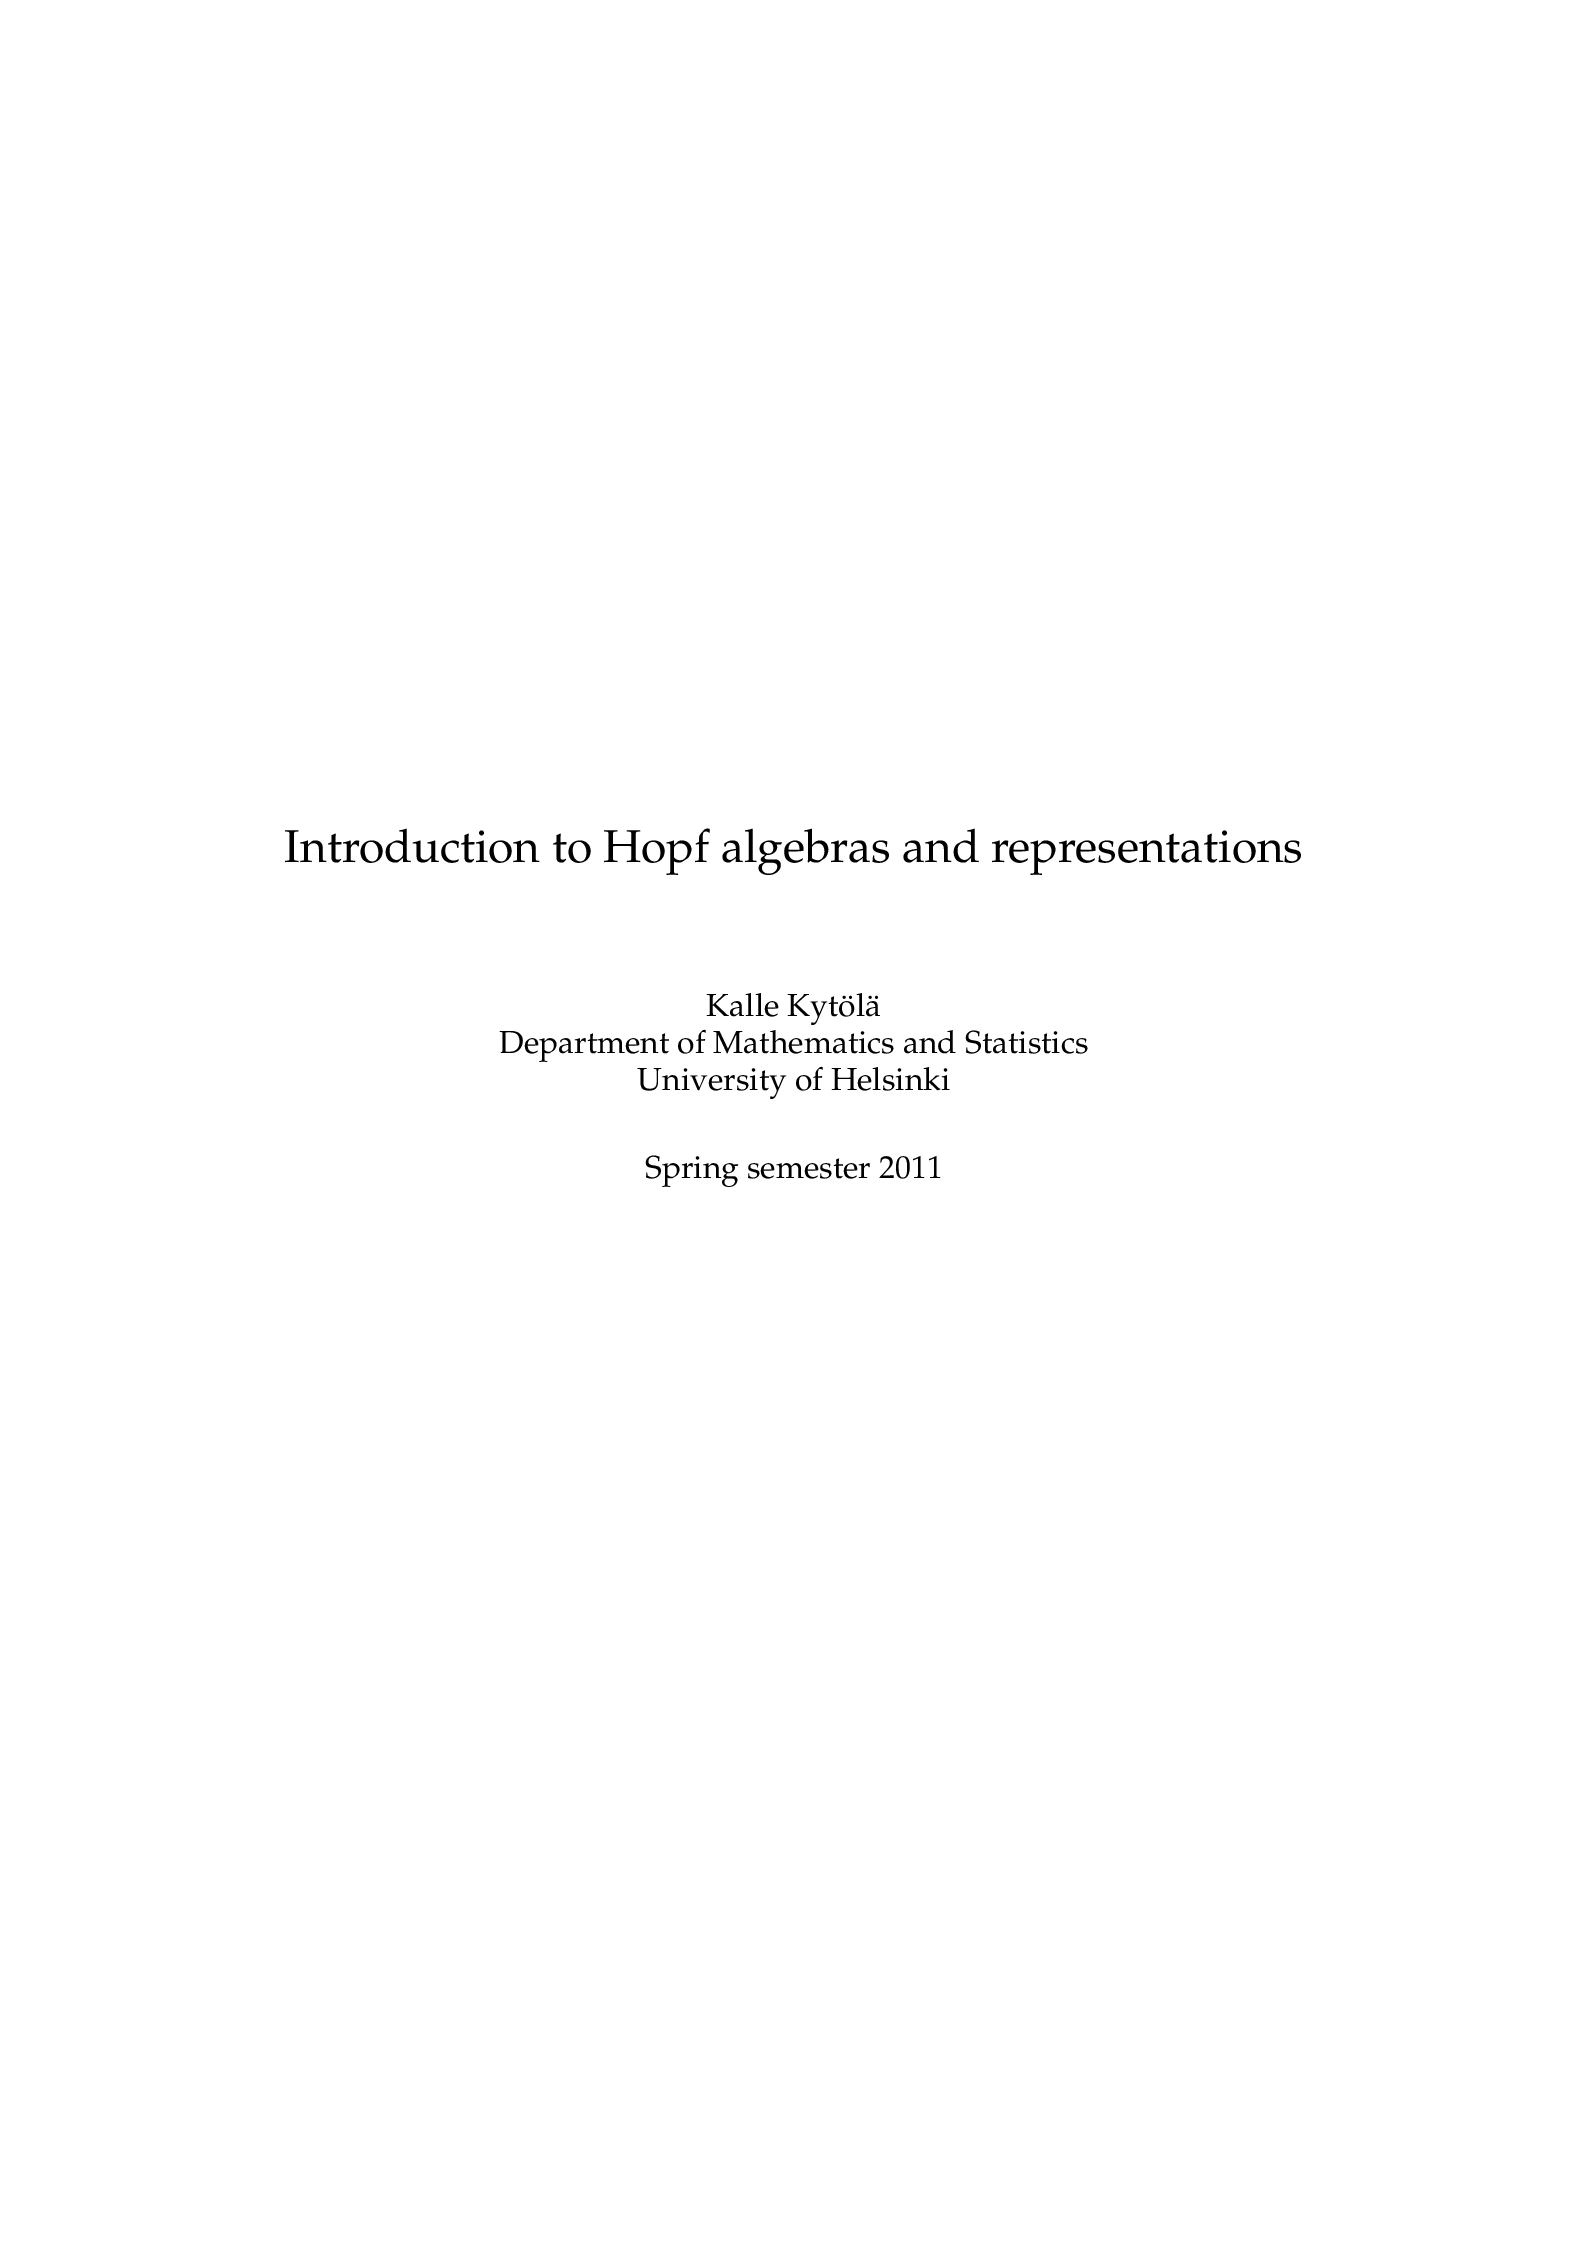 Introduction to Hopf algebras and representations
Kalle Kytölä
Department of Mathematics and Statistics
University of Helsinki
Spring semester 2011